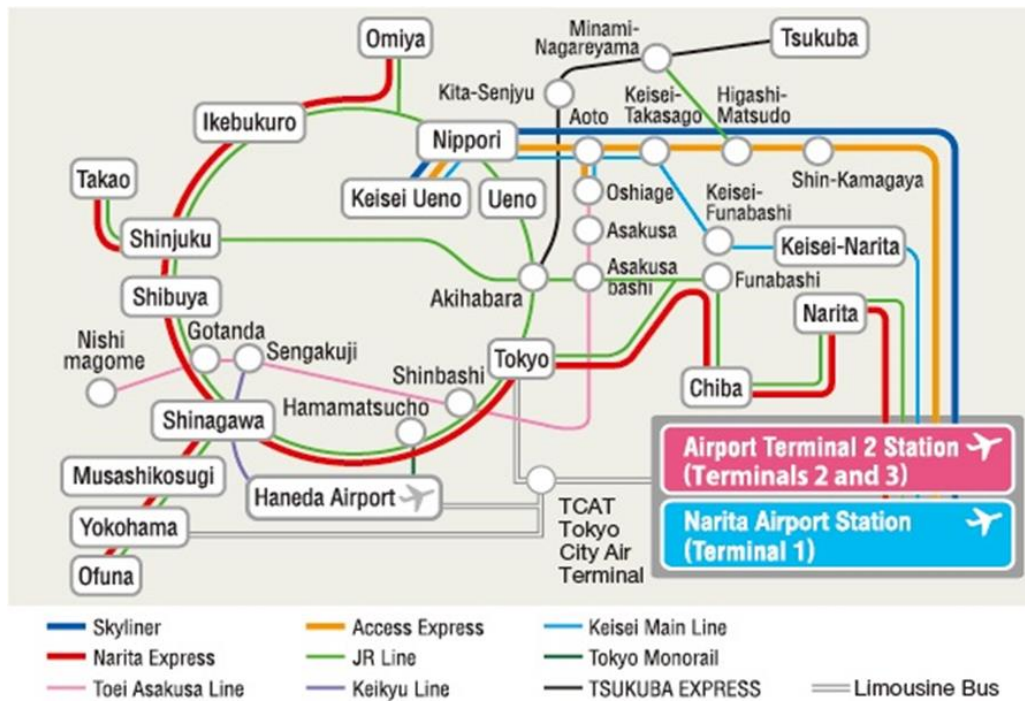 Omiya
Minami-
Nagareyama
Tsukuba
Kita-Senjyu
Keisei-
Takasago
Higashi-
Matsudo
Ikebukuro
Aoto
Nippori
Takao
Keisei Ueno
Ueno
Oshiage
Shin-Kamagaya
Keisei-
Funabashi
Shinjuku
Asakusa
Keisei-Narita
Akihabara
Asakusa
bashi
Funabashi
Shibuya
Narita
Nishi
magome
Gotanda
Sengakuji
Tokyo
Shinbashi
Chiba
Hamamatsucho
Shinagawa
Airport Terminal 2 Station
(Terminals 2 and 3)
Musashikosugi
Haneda Airport
TCAT
Tokyo
City Air
Terminal
Yokohama
Narita Airport Station
(Terminal 1)
Ofuna
Skyliner
Access Express
Keisei Main Line
Narita Express
JR Line
Tokyo Monorail
Toei Asakusa Line
Keikyu Line
TSUKUBA EXPRESS
Limousine Bus